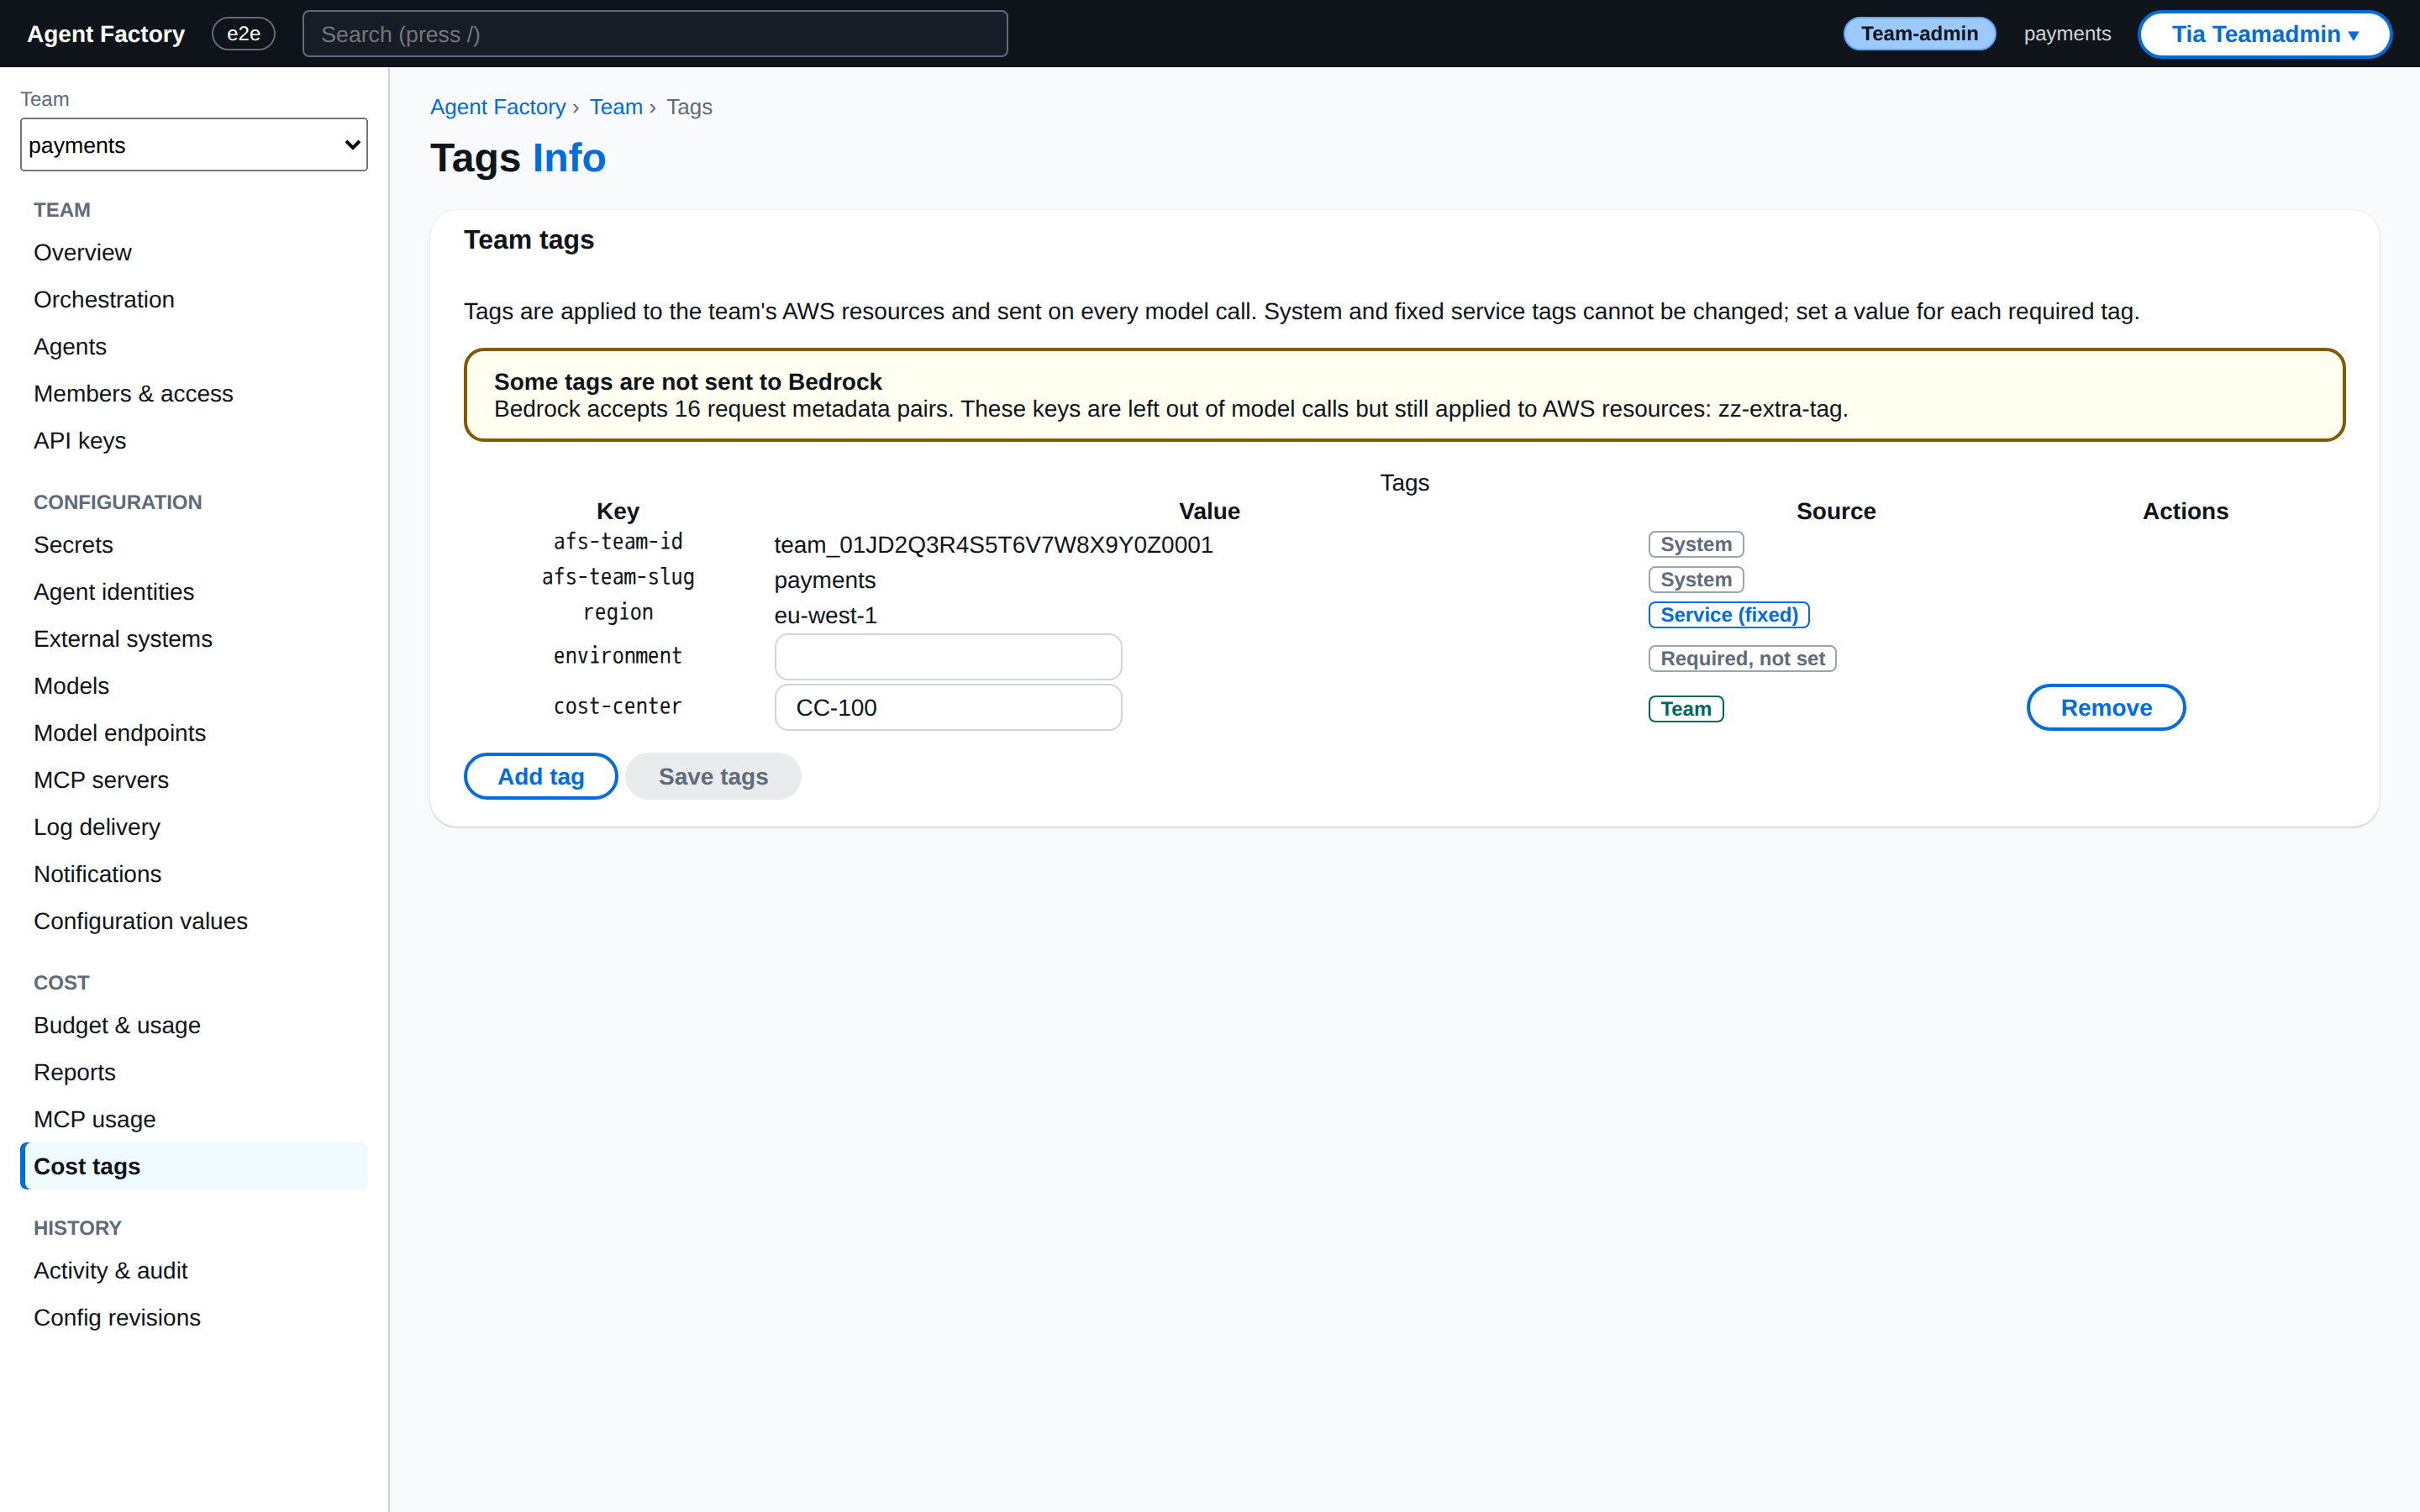 Agent Factory e2e Search (press /) Team-admin payments Tia Teamadmin ▾
Team
payments
TEAM
Overview
Orchestration
Agents
Members & access
API keys
CONFIGURATION
Secrets
Agent identities
External systems
Models
Model endpoints
MCP servers
Log delivery
Notifications
Configuration values
COST
Budget & usage
Reports
MCP usage
Cost tags
HISTORY
Activity & audit
Config revisions
Agent Factory › Team › Tags
Tags Info
Team tags
Tags are applied to the team's AWS resources and sent on every model call. System and fixed service tags cannot be changed; set a value for each required tag.
Some tags are not sent to Bedrock
Bedrock accepts 16 request metadata pairs. These keys are left out of model calls but still applied to AWS resources: zz-extra-tag.
Tags
Key Value Source Actions
afs-team-id team_01JD2Q3R4S5T6V7W8X9Y0Z0001 System
afs-team-slug payments System
region eu-west-1 Service (fixed)
environment Required, not set
cost-center CC-100 Team Remove
Add tag Save tags